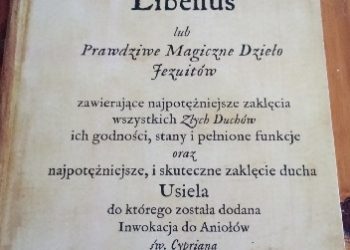 Libellus
lub
Prawdziwe Magiczne Dzieło
Jezuitów
zawierające najpotężniejsze zaklęcia
wszystkich Złych Duchów
ich godności, stany i pełnione funkcje
oraz
najpotężniejsze, i skuteczne zaklęcie ducha
Usiela
do którego została dodana
Inwokacja do Aniołów
św. Cypriana